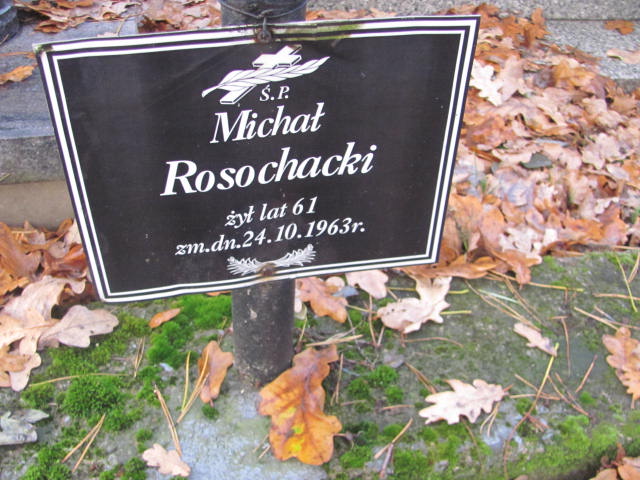 Ś.P.
Michał
Rosochacki
żył lat 61
zm.dn.24.10.1963r.